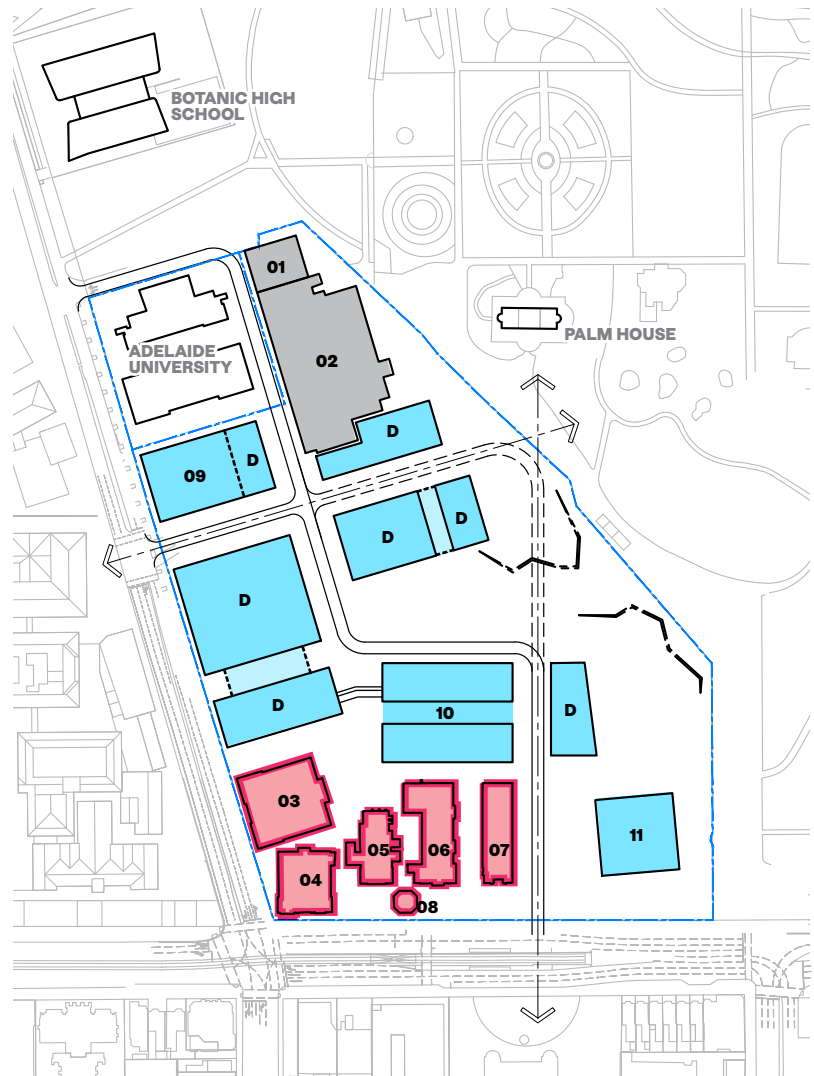 BOTANIC HIGH
SCHOOL
01
02
PALM HOUSE
ADELAIDE
UNIVERSITY
D
09
D
D
D
D
D
10
D
03
11
05
06
07
04
08